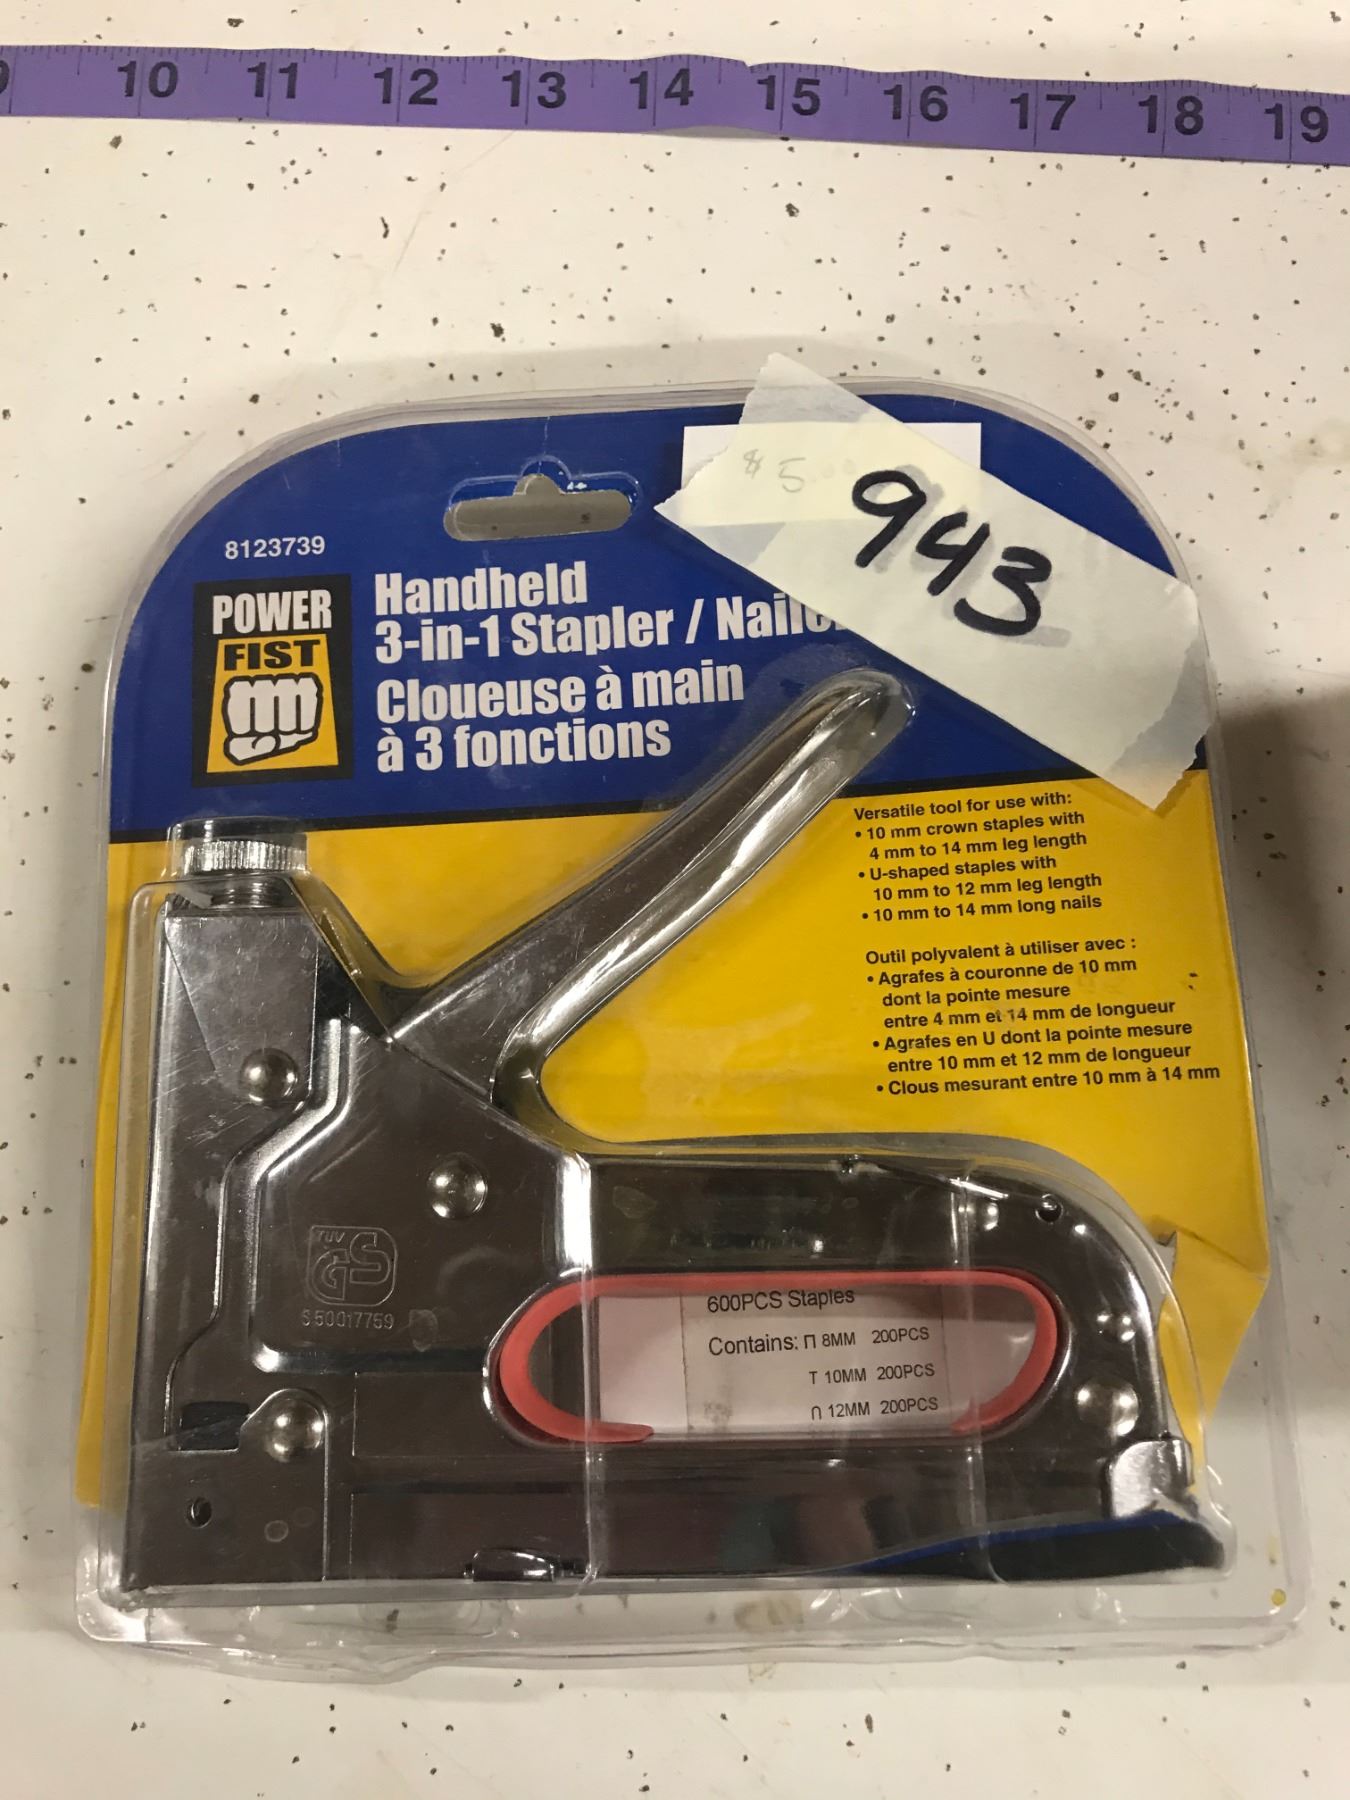 10 11 12 13 14 15 16 17 18 19
$5.00
943
8123739
POWER
FIST
Handheld
3-in-1 Stapler /
Cloueuse à main
à 3 fonctions
Versatile tool for use with:
• 10 mm crown staples with
4 mm to 14 mm leg length
• U-shaped staples with
10 mm to 12 mm leg length
• 10 mm to 14 mm long nails
Outil polyvalent à utiliser avec :
• Agrafes à couronne de 10 mm
dont la pointe mesure
entre 4 mm et 14 mm de longueur
• Agrafes en U dont la pointe mesure
entre 10 mm et 12 mm de longueur
• Clous mesurant entre 10 mm à 14 mm
TUV
GS
S 50017759
600PCS Staples
Contains: ⊓ 8MM 200PCS
T 10MM 200PCS
∩ 12MM 200PCS